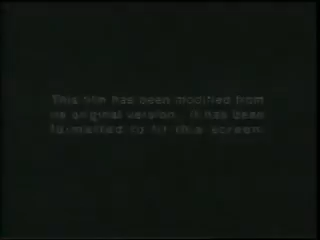 This film has been modified from
its original version. It has been
formatted to fit this screen.